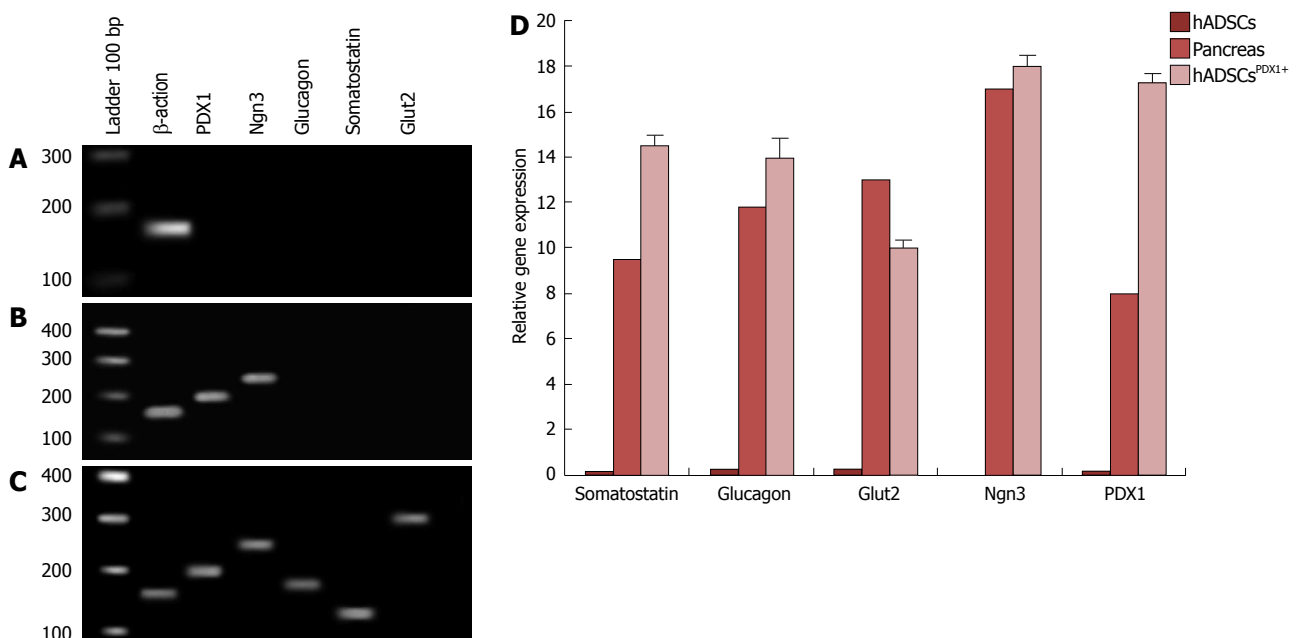 Ladder 100 bp
β-action
PDX1
Ngn3
Glucagon
Somatostatin
Glut2
A
300
200
100
B
400
300
200
100
C
400
300
200
100
D
20
18
16
14
12
10
8
6
4
2
0
Relative gene expression
Somatostatin
Glucagon
Glut2
Ngn3
PDX1
hADSCs
Pancreas
hADSCsPDX1+